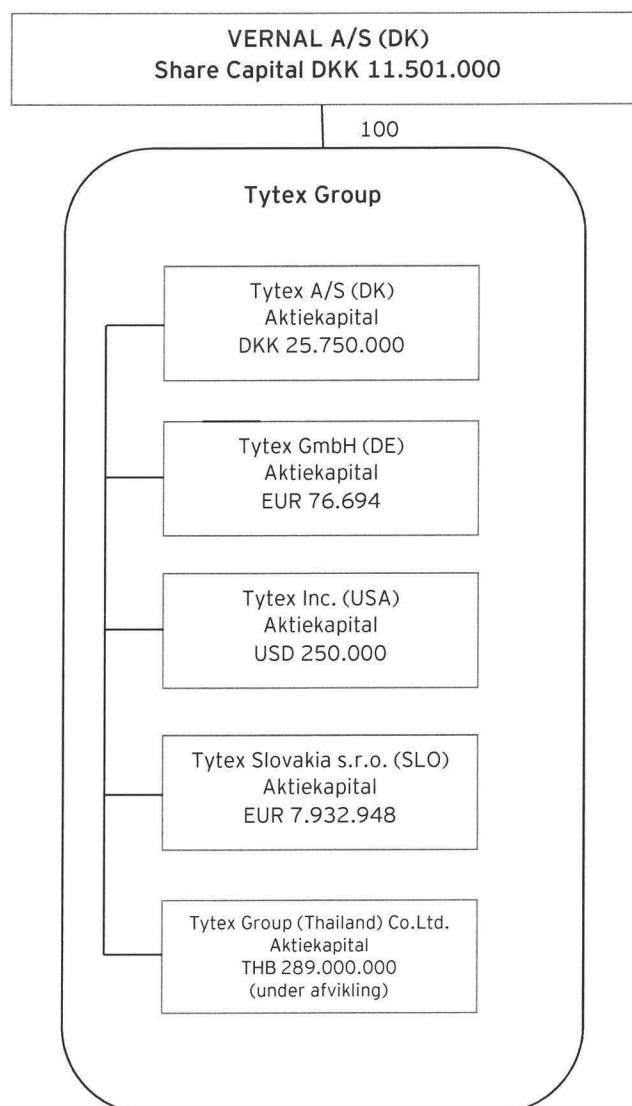 VERNAL A/S (DK)
Share Capital DKK 11.501.000
100
Tytex Group
Tytex A/S (DK)
Aktiekapital
DKK 25.750.000
Tytex GmbH (DE)
Aktiekapital
EUR 76.694
Tytex Inc. (USA)
Aktiekapital
USD 250.000
Tytex Slovakia s.r.o. (SLO)
Aktiekapital
EUR 7.932.948
Tytex Group (Thailand) Co.Ltd.
Aktiekapital
THB 289.000.000
(under afvikling)